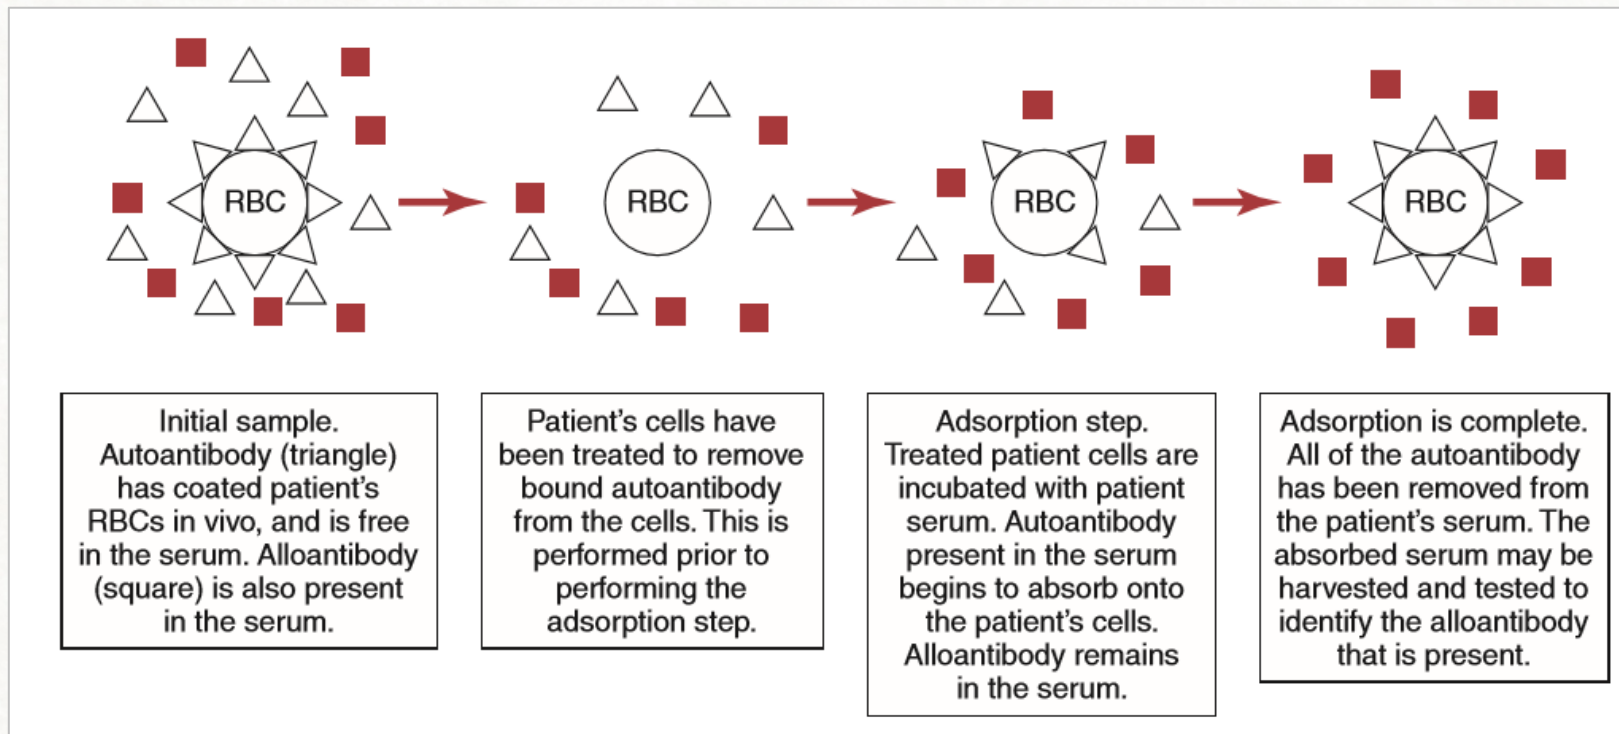 RBC
RBC
RBC
RBC
Initial sample.
Autoantibody (triangle)
has coated patient's
RBCs in vivo, and is free
in the serum. Alloantibody
(square) is also present
in the serum.
Patient's cells have
been treated to remove
bound autoantibody
from the cells. This is
performed prior to
performing the
adsorption step.
Adsorption step.
Treated patient cells are
incubated with patient
serum. Autoantibody
present in the serum
begins to absorb onto
the patient's cells.
Alloantibody remains
in the serum.
Adsorption is complete.
All of the autoantibody
has been removed from
the patient's serum. The
absorbed serum may be
harvested and tested to
identify the alloantibody
that is present.